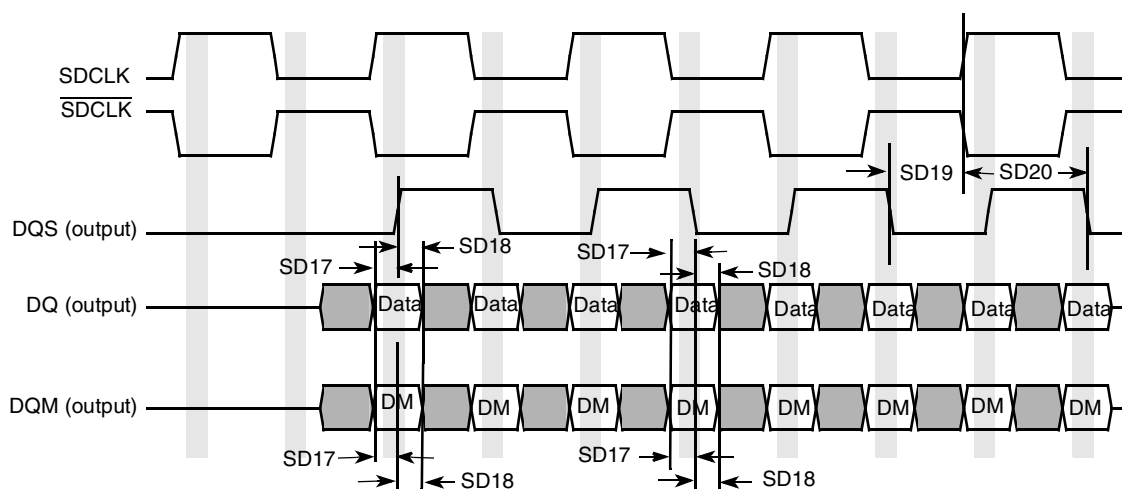 SDCLK
SDCLK
SD19
SD20
DQS (output)
SD18
SD17
SD17
SD18
DQ (output)
Data
Data
Data
Data
Data
Data
Data
Data
DQM (output)
DM
DM
DM
DM
DM
DM
DM
DM
SD17
SD17
SD18
SD18